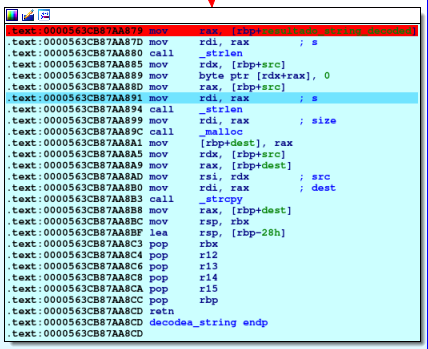 .text:0000563CB87AA879 mov rax, [rbp+
.text:0000563CB87AA87D mov rdi, rax ; s
.text:0000563CB87AA880 call _strlen
.text:0000563CB87AA885 mov rdx, [rbp+src]
.text:0000563CB87AA889 mov byte ptr [rdx+rax], 0
.text:0000563CB87AA88D mov rax, [rbp+src]
.text:0000563CB87AA891 mov rdi, rax ; s
.text:0000563CB87AA894 call _strlen
.text:0000563CB87AA899 mov rdi, rax ; size
.text:0000563CB87AA89C call _malloc
.text:0000563CB87AA8A1 mov [rbp+dest], rax
.text:0000563CB87AA8A5 mov rdx, [rbp+src]
.text:0000563CB87AA8A9 mov rax, [rbp+dest]
.text:0000563CB87AA8AD mov rsi, rdx ; src
.text:0000563CB87AA8B0 mov rdi, rax ; dest
.text:0000563CB87AA8B3 call _strcpy
.text:0000563CB87AA8B8 mov rax, [rbp+dest]
.text:0000563CB87AA8BC mov rsp, rbx
.text:0000563CB87AA8BF lea rsp, [rbp-28h]
.text:0000563CB87AA8C3 pop rbx
.text:0000563CB87AA8C4 pop r12
.text:0000563CB87AA8C6 pop r13
.text:0000563CB87AA8C8 pop r14
.text:0000563CB87AA8CA pop r15
.text:0000563CB87AA8CC pop rbp
.text:0000563CB87AA8CD retn
.text:0000563CB87AA8CD decodea_string endp
.text:0000563CB87AA8CD